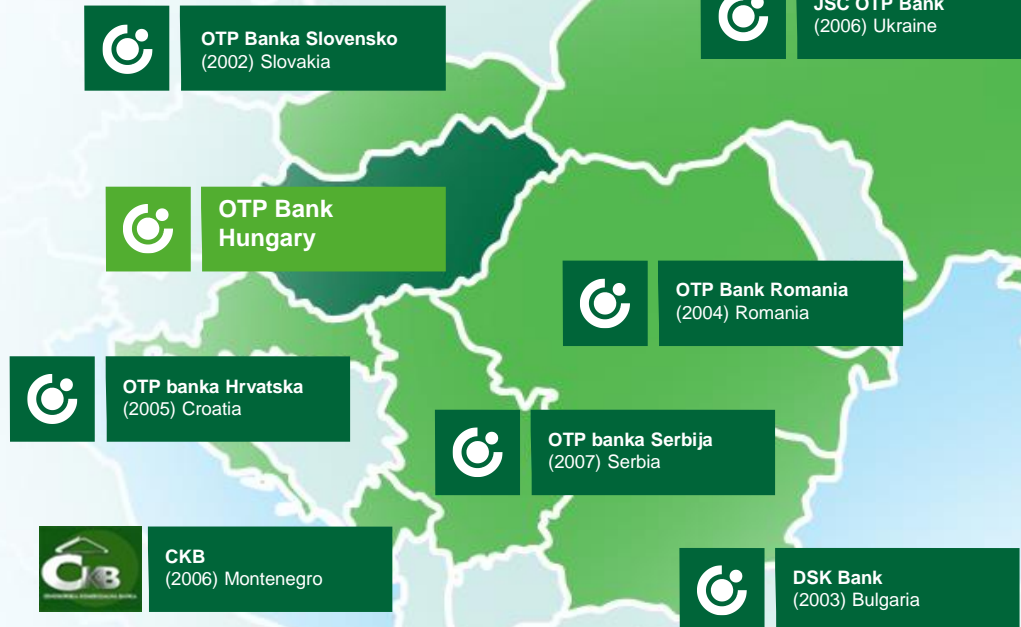 JSC OTP Bank
(2006) Ukraine
OTP Banka Slovensko
(2002) Slovakia
OTP Bank
Hungary
OTP Bank Romania
(2004) Romania
OTP banka Hrvatska
(2005) Croatia
OTP banka Serbija
(2007) Serbia
CKB
CKB
(2006) Montenegro
DSK Bank
(2003) Bulgaria